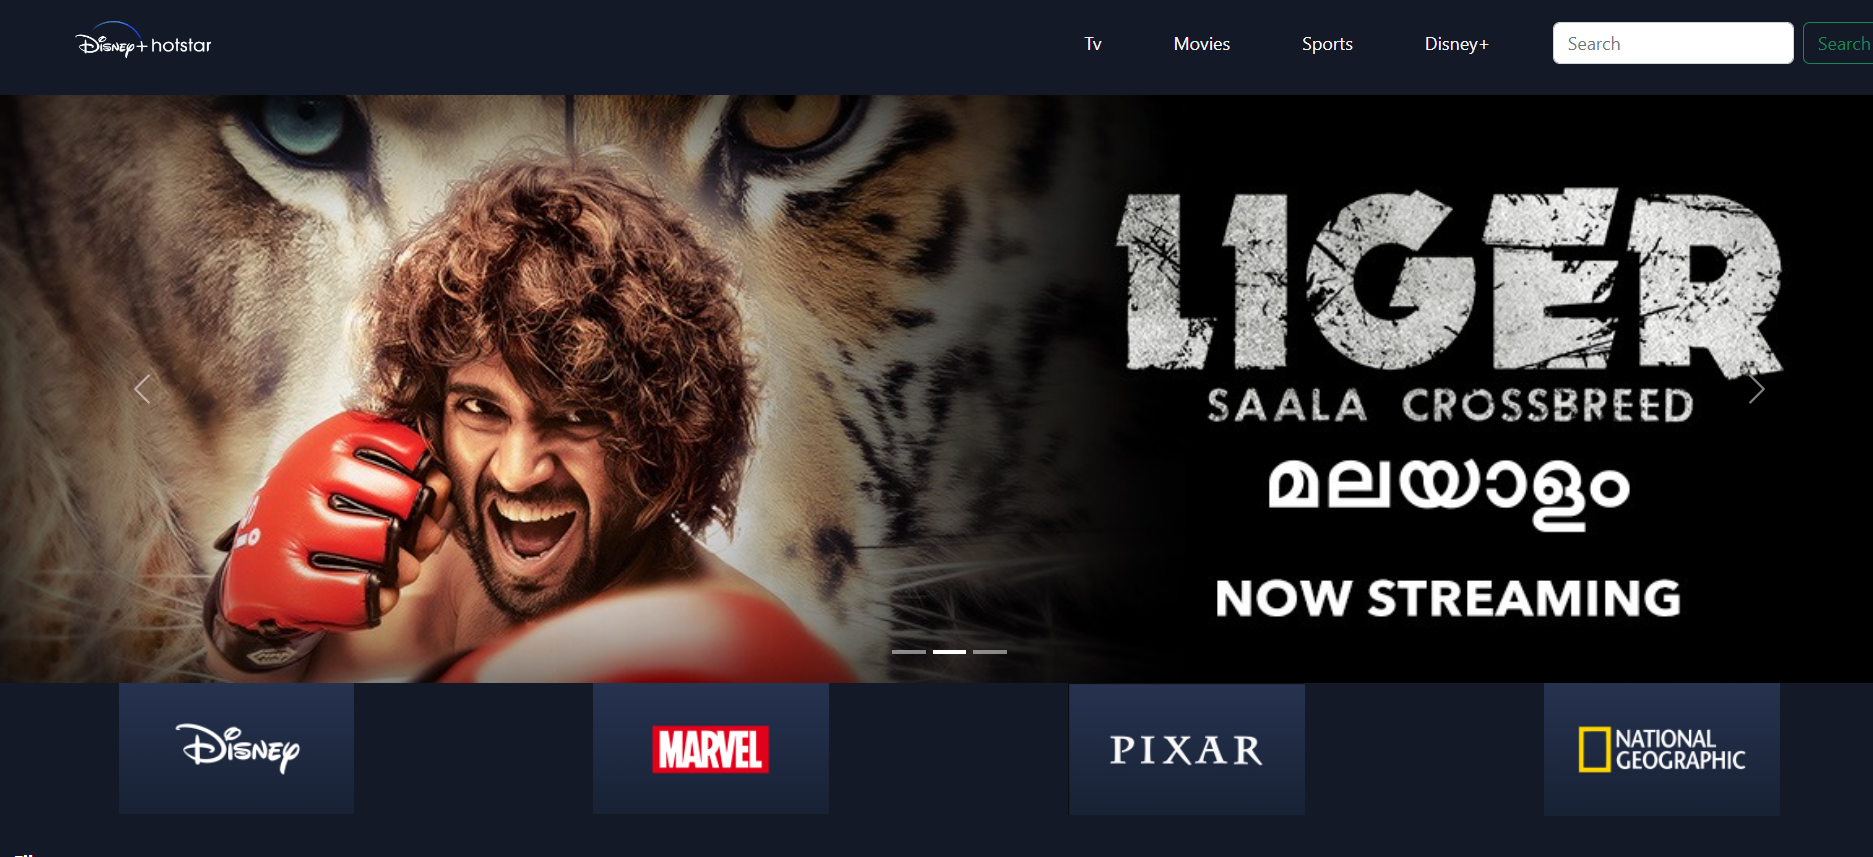 Disney+ hotstar
Tv
Movies
Sports
Disney+
Search
Search
LIGER
SAALA CROSSBREED
മലയാളം
NOW STREAMING
Disney
MARVEL
PIXAR
NATIONAL
GEOGRAPHIC